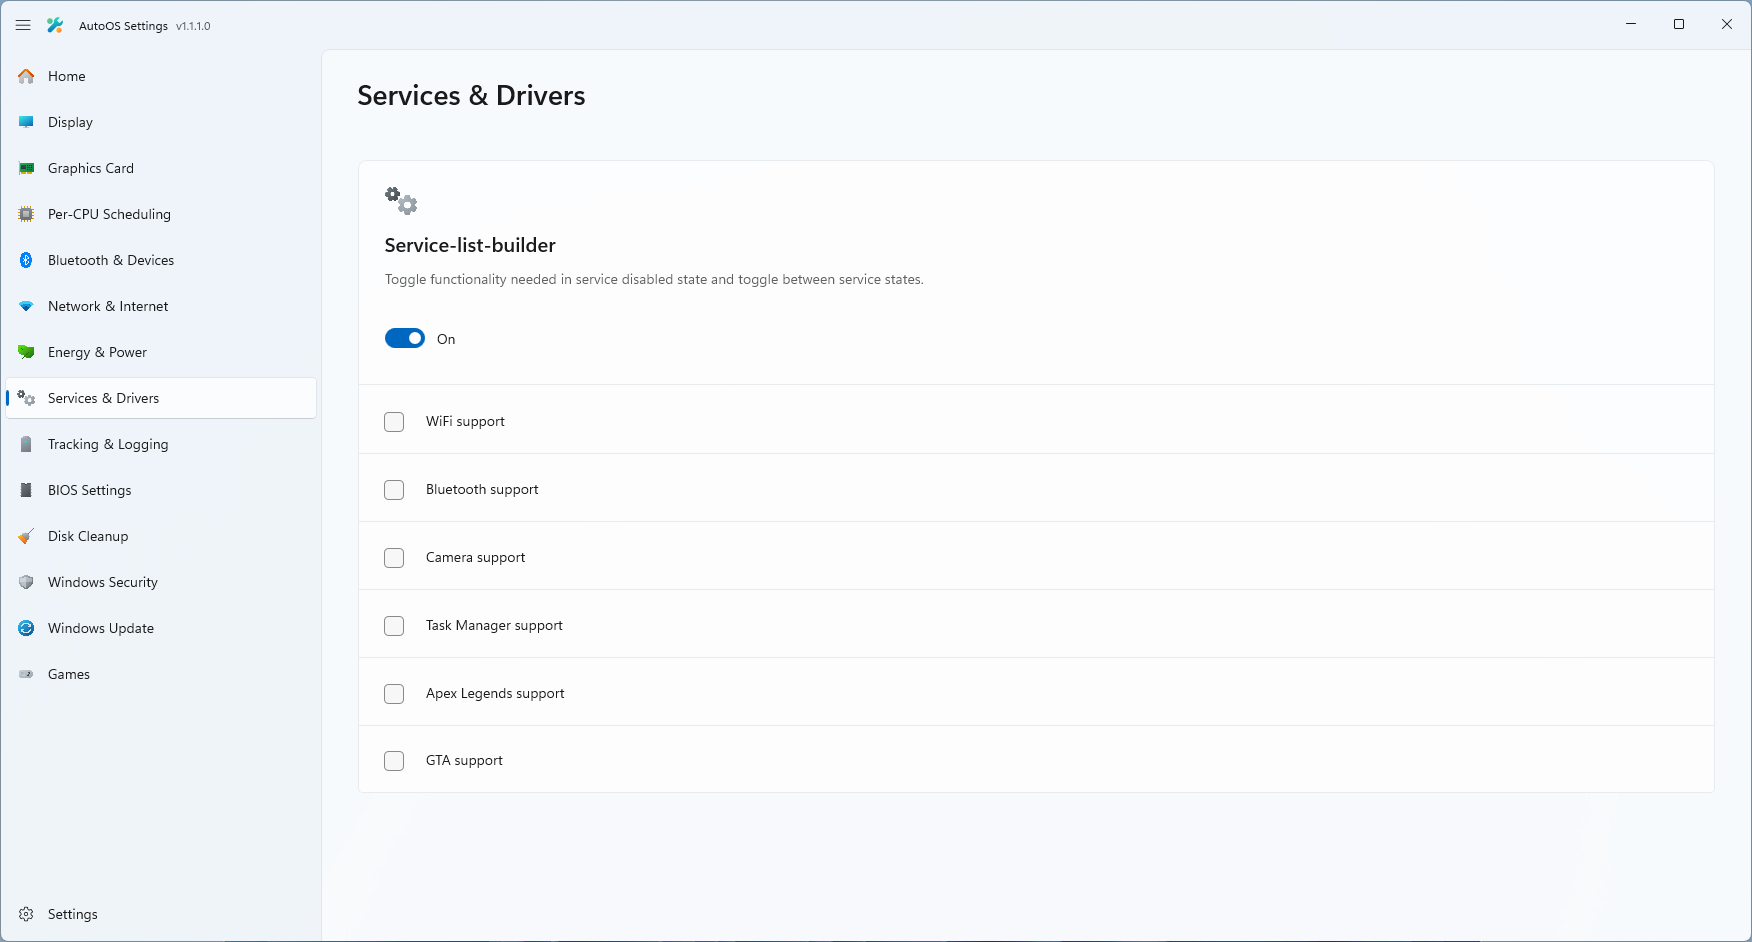 AutoOS Settings v1.1.1.0
Home
Display
Graphics Card
Per-CPU Scheduling
Bluetooth & Devices
Network & Internet
Energy & Power
Services & Drivers
Tracking & Logging
BIOS Settings
Disk Cleanup
Windows Security
Windows Update
Games
Settings
Services & Drivers
Service-list-builder
Toggle functionality needed in service disabled state and toggle between service states.
On
WiFi support
Bluetooth support
Camera support
Task Manager support
Apex Legends support
GTA support